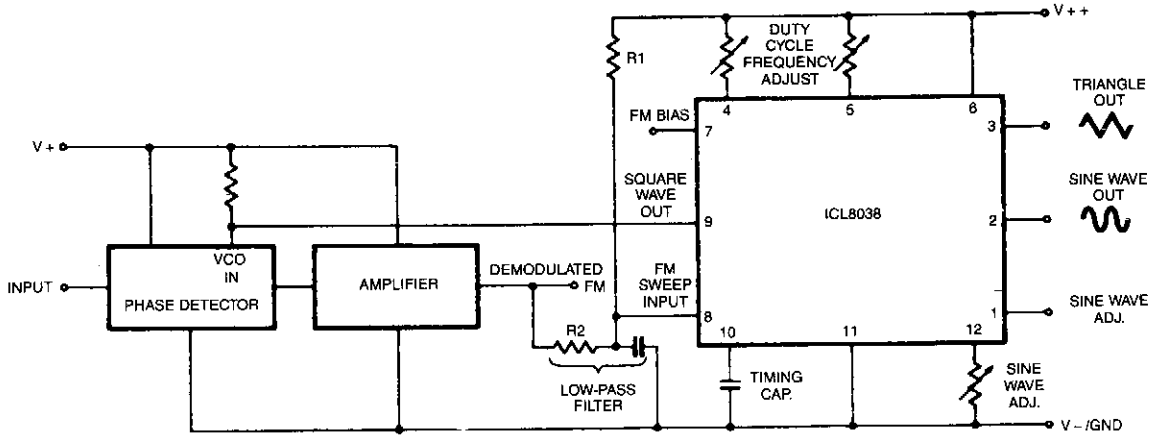 V++
DUTY
CYCLE
FREQUENCY
ADJUST
R1
4
5
6
TRIANGLE
OUT
FM BIAS
7
3
V+
SQUARE
WAVE
OUT
SINE WAVE
OUT
ICL8038
9
2
VCO
IN
INPUT
PHASE DETECTOR
AMPLIFIER
DEMODULATED
FM
FM
SWEEP
INPUT
8
1
SINE WAVE
ADJ.
R2
10
11
12
LOW-PASS
FILTER
TIMING
CAP.
SINE
WAVE
ADJ.
V-/GND